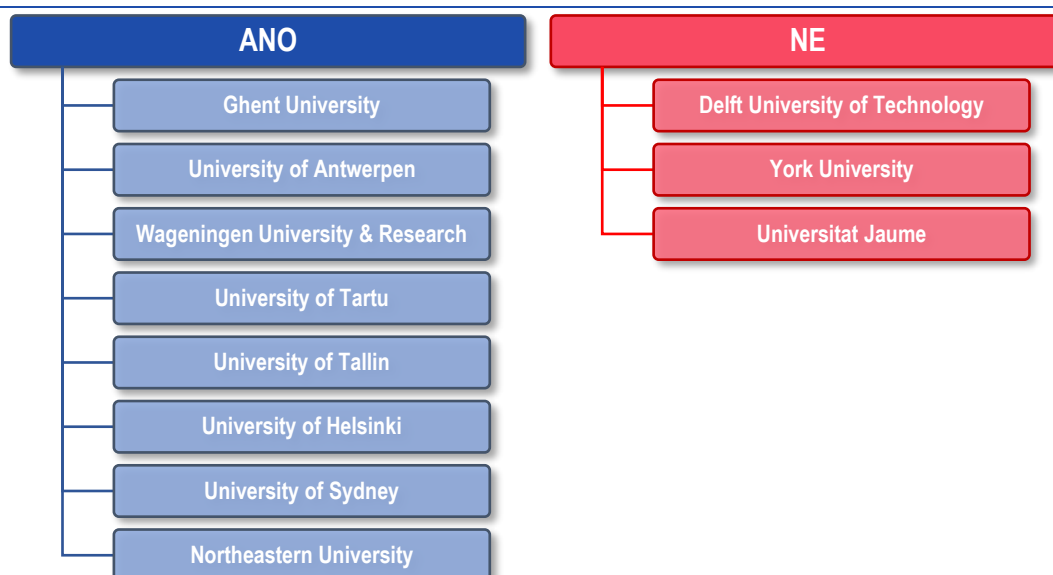 ANO
Ghent University
University of Antwerpen
Wageningen University & Research
University of Tartu
University of Tallin
University of Helsinki
University of Sydney
Northeastern University
NE
Delft University of Technology
York University
Universitat Jaume